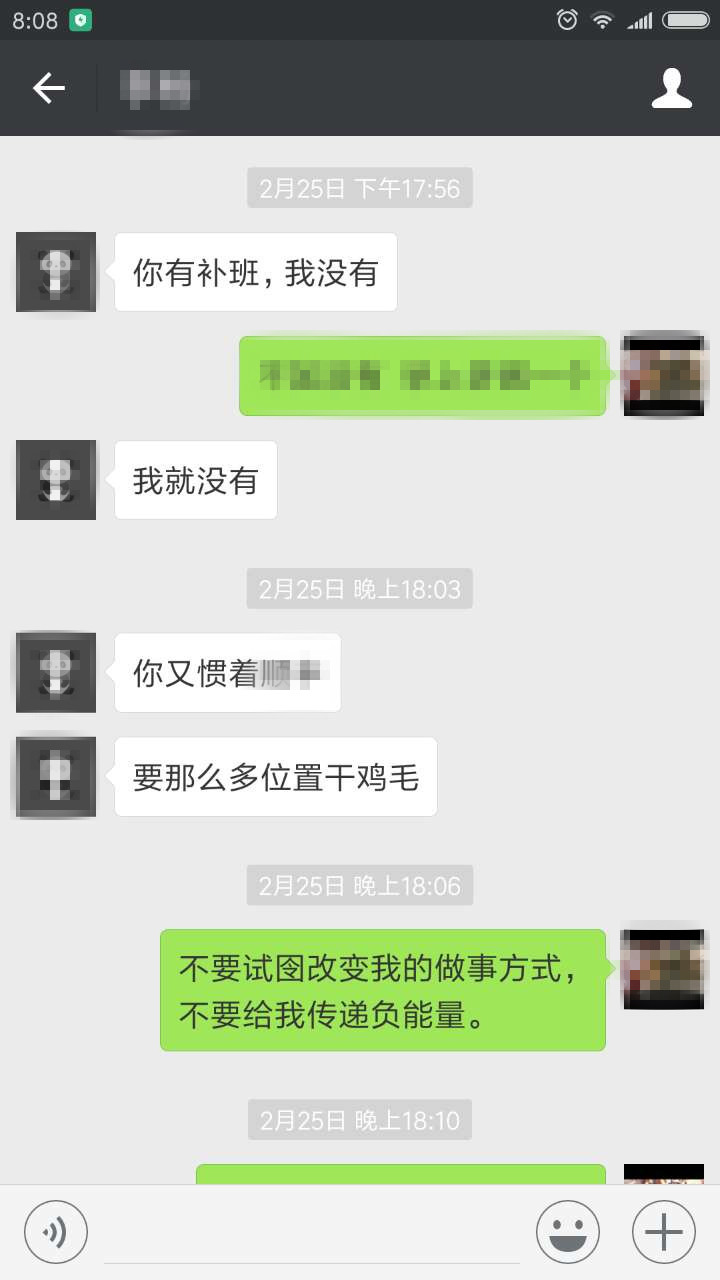 8:08
2月25日 下午17:56
你有补班，我没有
我就没有
2月25日 晚上18:03
你又惯着
要那么多位置干鸡毛
2月25日 晚上18:06
不要试图改变我的做事方式，
不要给我传递负能量。
2月25日 晚上18:10